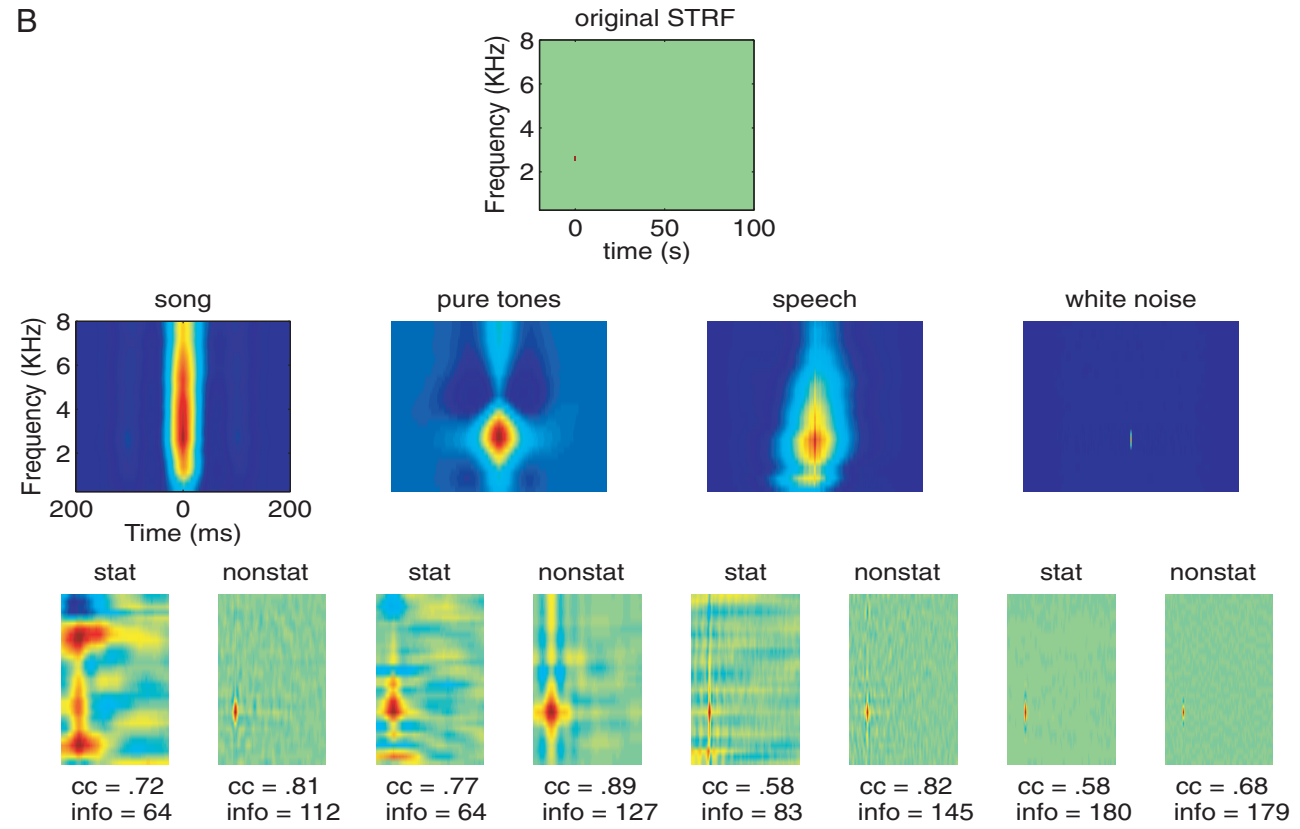 B
original STRF
Frequency (KHz)
8
6
4
2
0 50 100
time (s)
song pure tones speech white noise
Frequency (KHz)
8
6
4
2
200 0 200
Time (ms)
stat nonstat stat nonstat stat nonstat stat nonstat
cc = .72 cc = .81 cc = .77 cc = .89 cc = .58 cc = .82 cc = .58 cc = .68
info = 64 info = 112 info = 64 info = 127 info = 83 info = 145 info = 180 info = 179